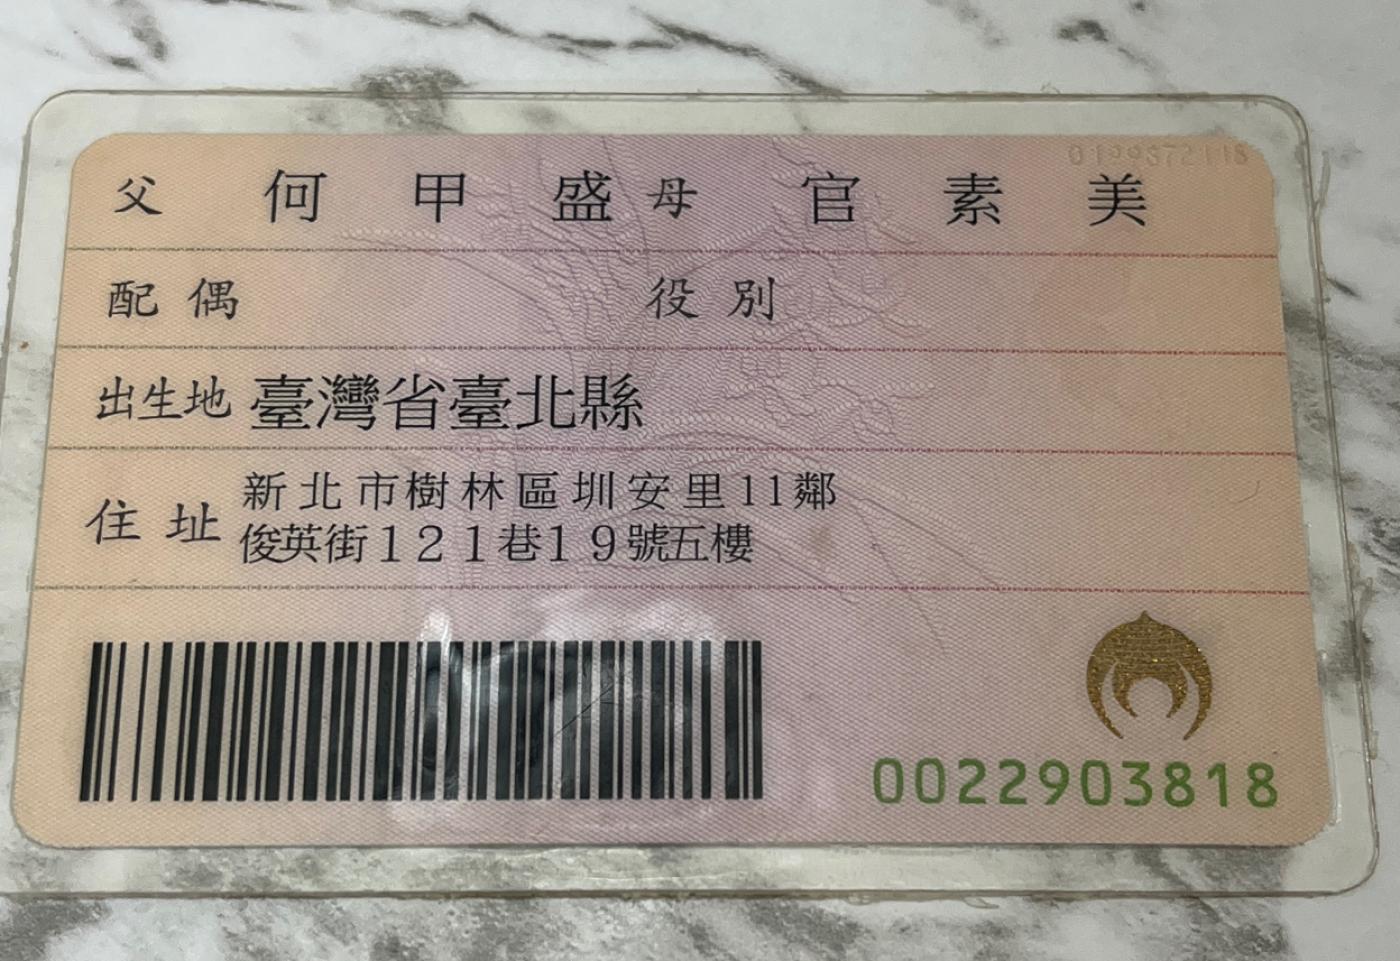 父 何甲盛 母 官素美
配偶 役別
出生地 臺灣省臺北縣
住址 新北市樹林區圳安里11鄰
俊英街121巷19號五樓
0022903818